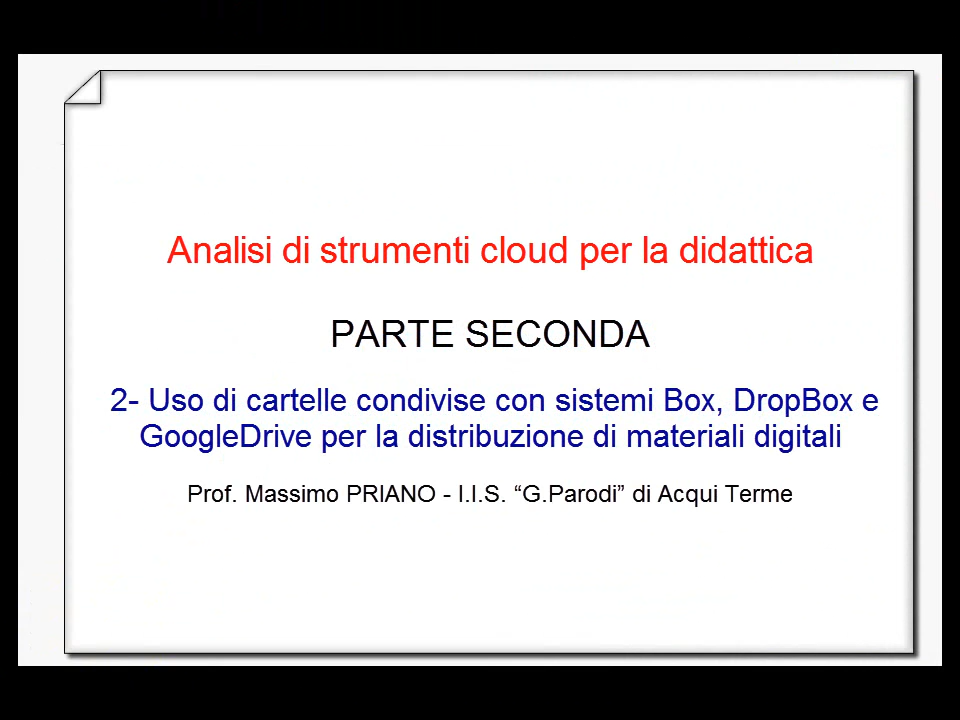 Analisi di strumenti cloud per la didattica
PARTE SECONDA
2- Uso di cartelle condivise con sistemi Box, DropBox e
GoogleDrive per la distribuzione di materiali digitali
Prof. Massimo PRIANO - I.I.S. “G.Parodi” di Acqui Terme